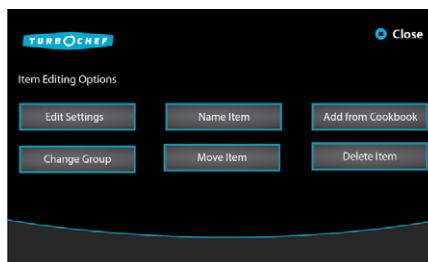 TURBOCHEF
Close
Item Editing Options
Edit Settings
Name Item
Add from Cookbook
Change Group
Move Item
Delete Item